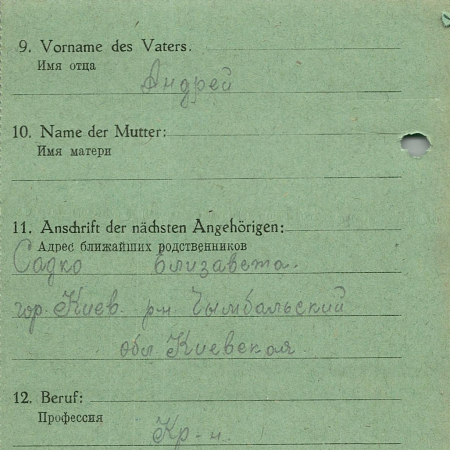 9. Vorname des Vaters.
Имя отца
Андрей
10. Name der Mutter:
Имя матери
11. Anschrift der nächsten Angehörigen:
Адрес ближайших родственников
Садко Елизавета.
гор. Киев. р-н Чымбальский
обл. Киевская.
12. Beruf:
Профессия
Кр-н.